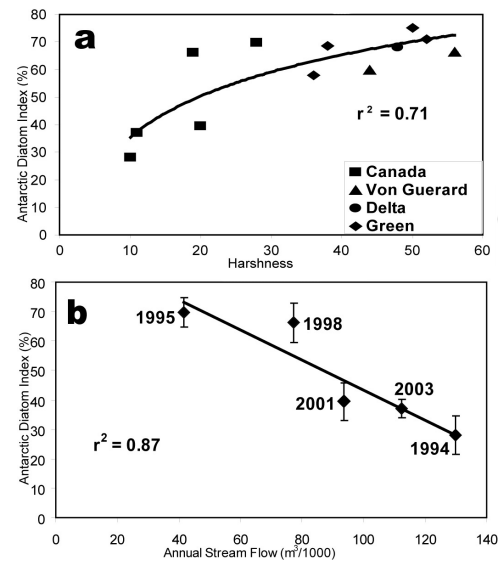 a
Antarctic Diatom Index (%)
80
70
60
50
40
30
20
10
0
r² = 0.71
Canada
Von Guerard
Delta
Green
0 10 20 30 40 50 60
Harshness
b
Antarctic Diatom Index (%)
80
70
60
50
40
30
20
10
0
1995
1998
2001
2003
1994
r² = 0.87
0 20 40 60 80 100 120 140
Annual Stream Flow (m³/1000)